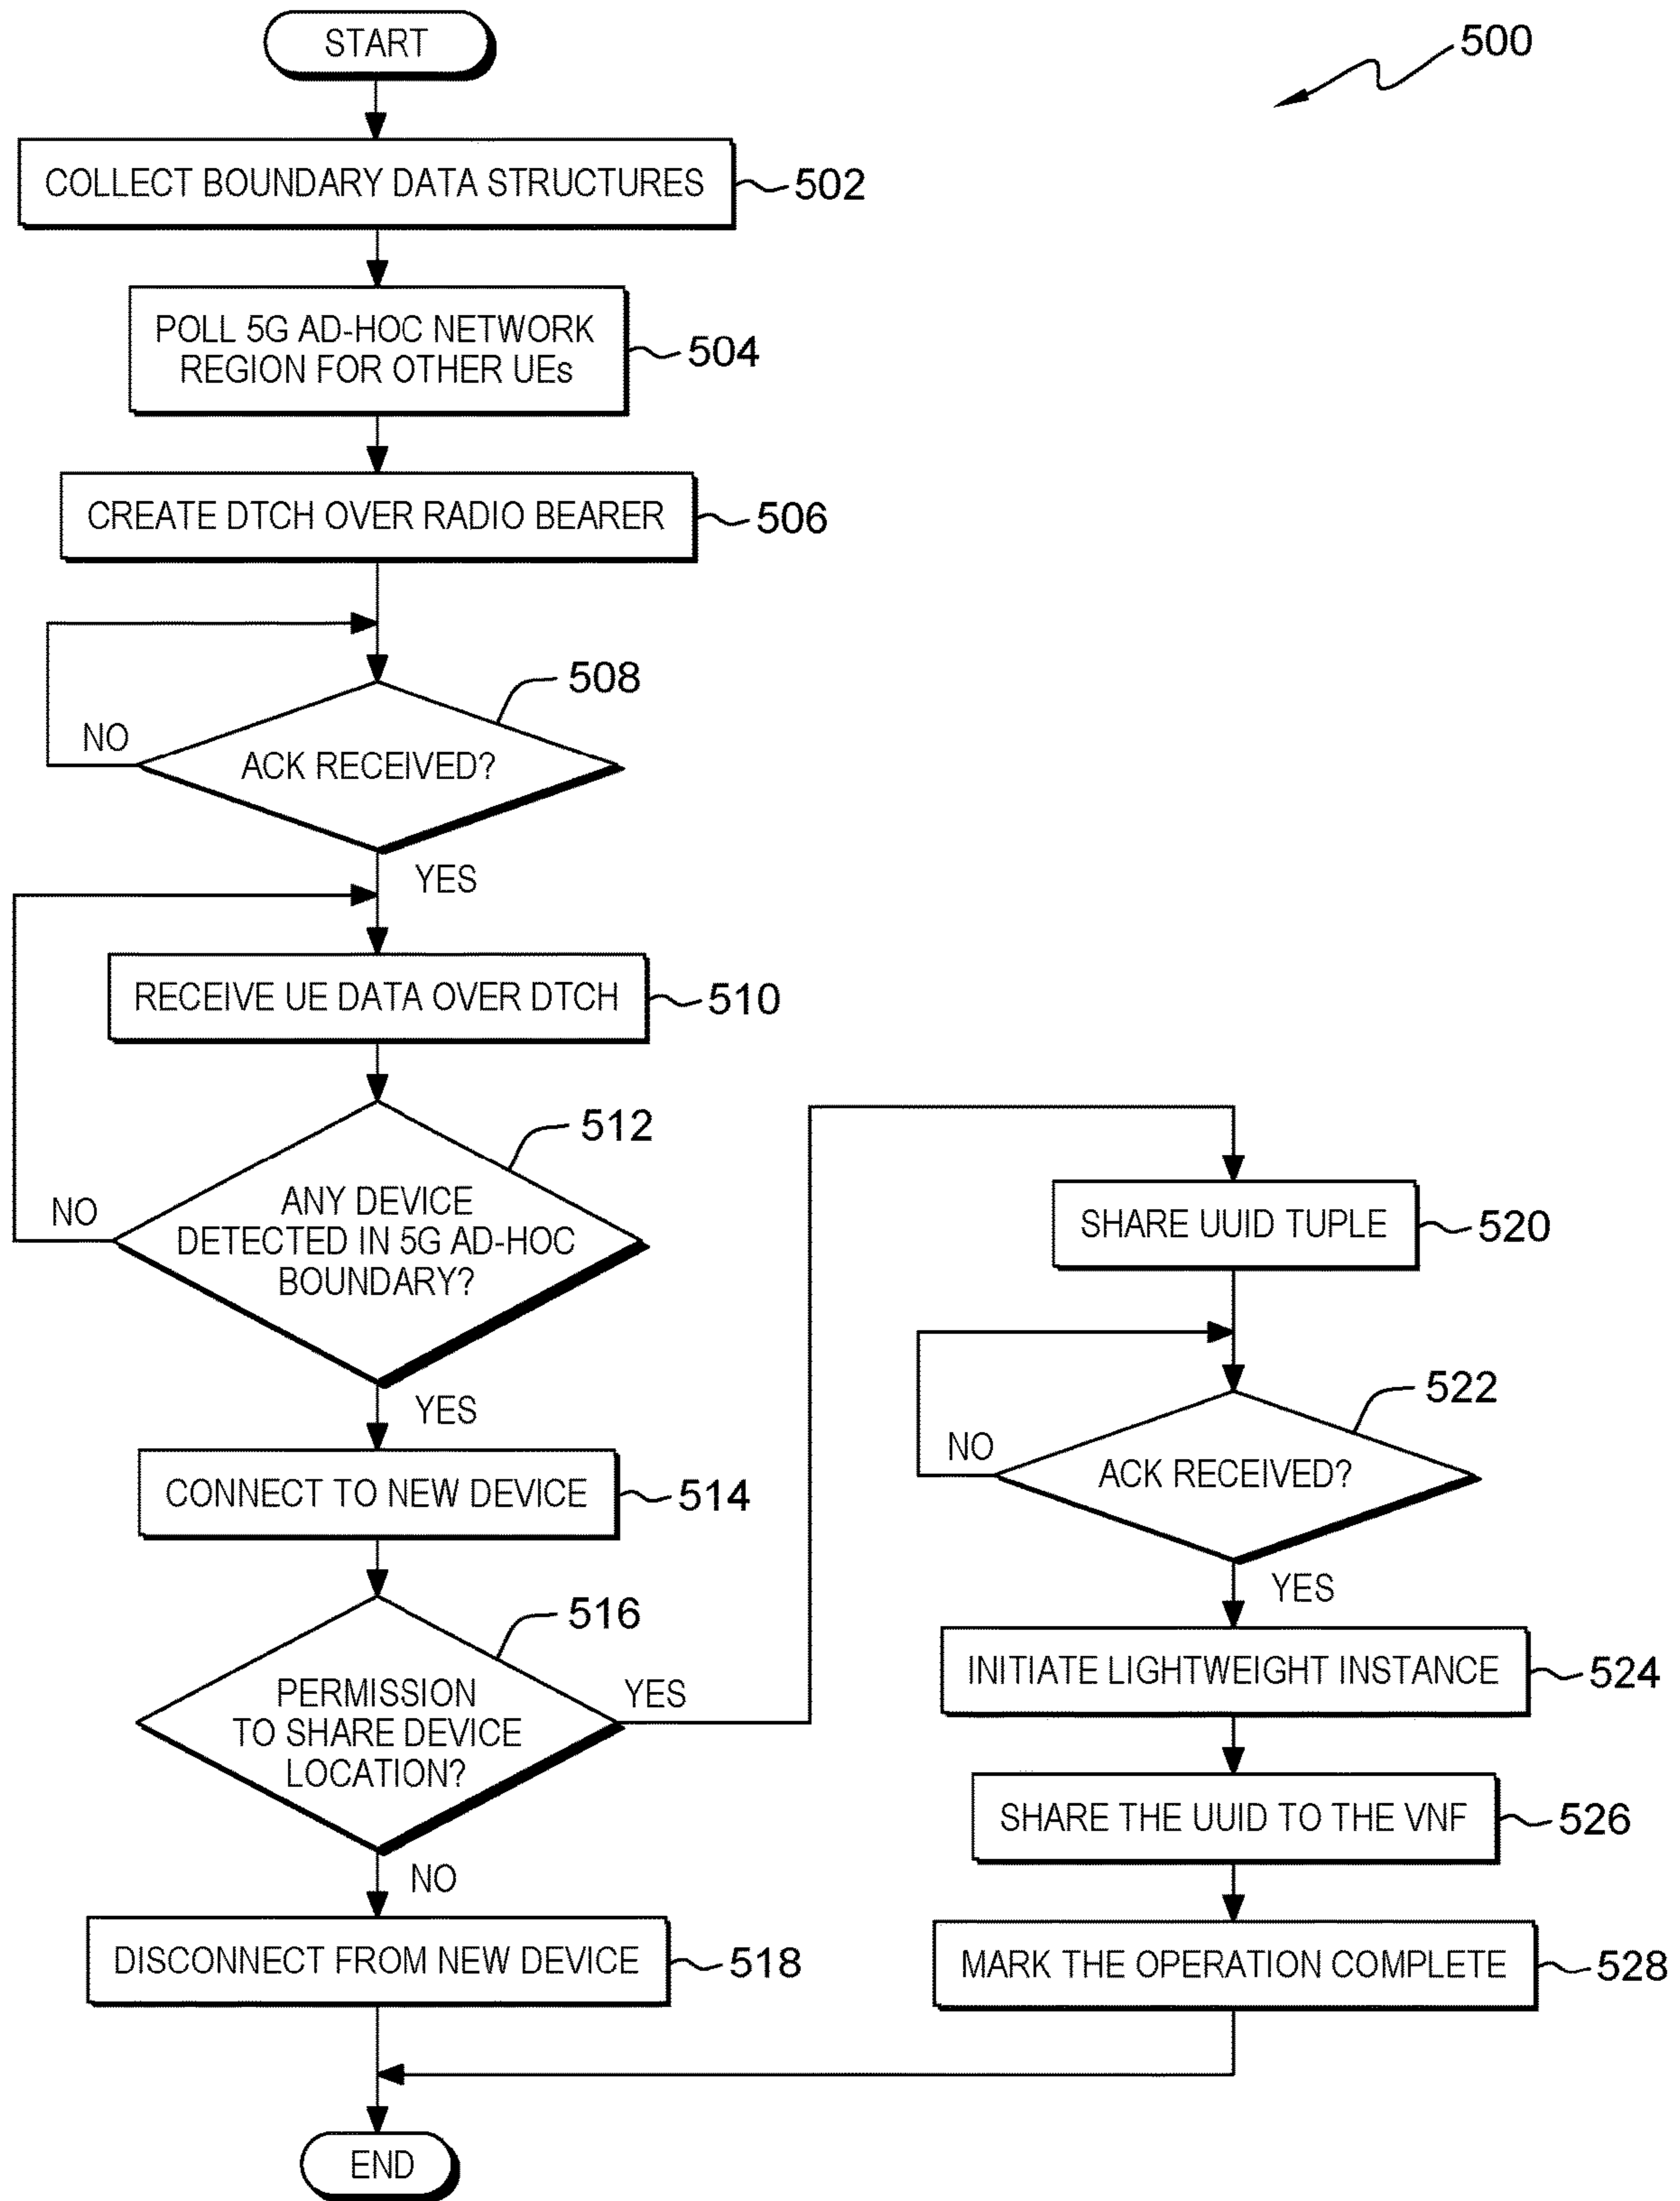 START
500
COLLECT BOUNDARY DATA STRUCTURES
502
POLL 5G AD-HOC NETWORK
REGION FOR OTHER UEs
504
CREATE DTCH OVER RADIO BEARER
506
508
NO
ACK RECEIVED?
YES
RECEIVE UE DATA OVER DTCH
510
512
NO
ANY DEVICE
DETECTED IN 5G AD-HOC
BOUNDARY?
YES
CONNECT TO NEW DEVICE
514
516
PERMISSION
TO SHARE DEVICE
LOCATION?
YES
NO
DISCONNECT FROM NEW DEVICE
518
SHARE UUID TUPLE
520
522
NO
ACK RECEIVED?
YES
INITIATE LIGHTWEIGHT INSTANCE
524
SHARE THE UUID TO THE VNF
526
MARK THE OPERATION COMPLETE
528
END